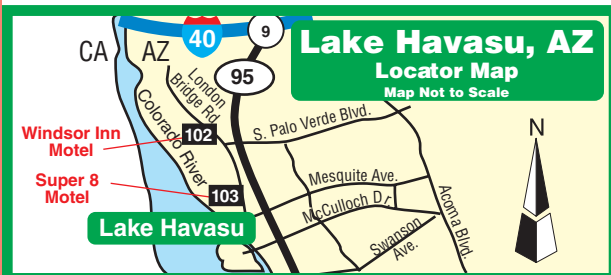 Lake Havasu, AZ
Locator Map
Map Not to Scale
CA
AZ
40
9
95
London
Bridge Rd
Colorado River
S. Palo Verde Blvd.
Windsor Inn
Motel
102
Super 8
Motel
103
Mesquite Ave.
McCulloch Dr
Swanson
Ave.
Acoma Blvd.
Lake Havasu
N